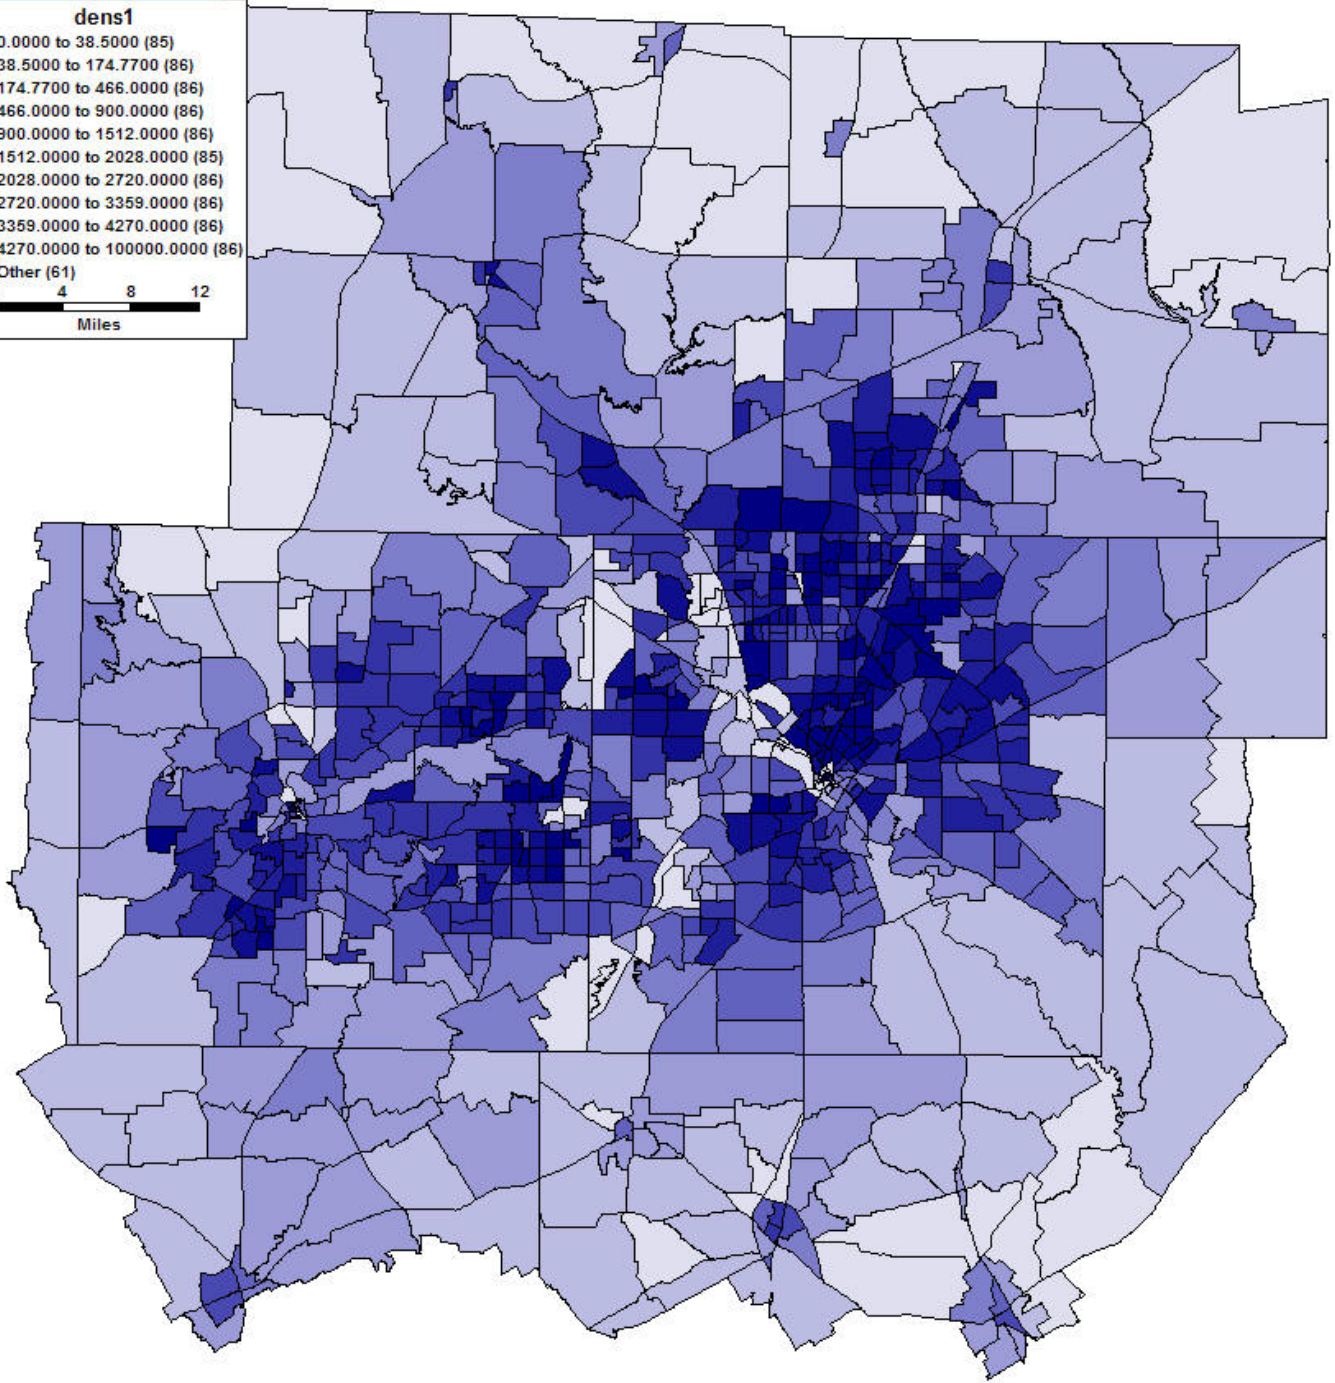 dens1
0.0000 to 38.5000 (85)
38.5000 to 174.7700 (86)
174.7700 to 466.0000 (86)
466.0000 to 900.0000 (86)
900.0000 to 1512.0000 (86)
1512.0000 to 2028.0000 (85)
2028.0000 to 2720.0000 (86)
2720.0000 to 3359.0000 (86)
3359.0000 to 4270.0000 (86)
4270.0000 to 100000.0000 (86)
Other (61)
4 8 12
Miles